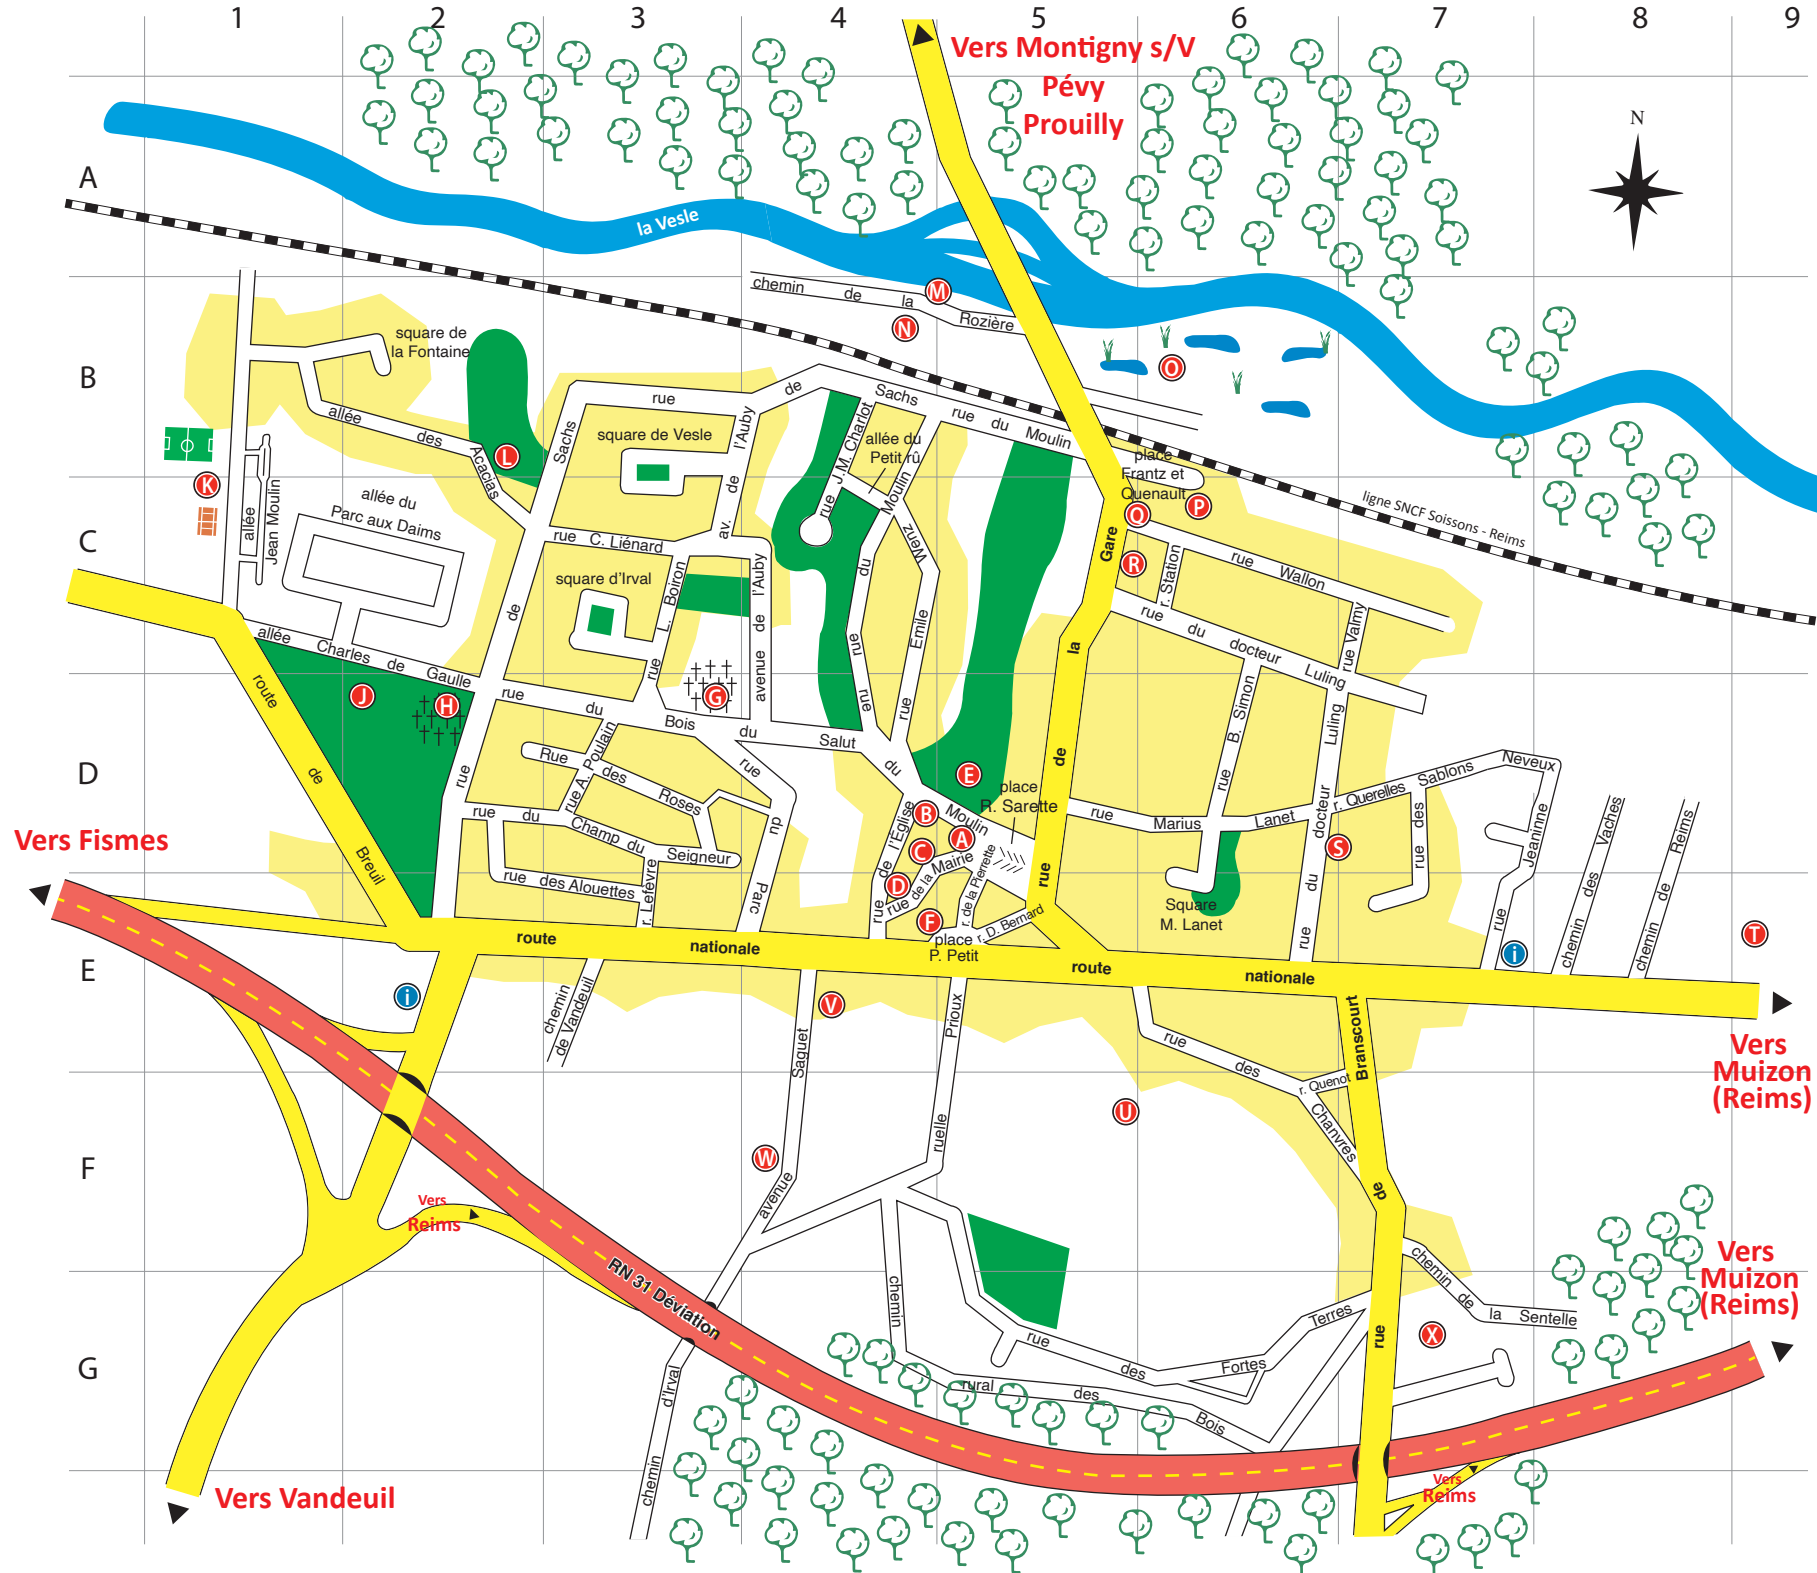 1
2
3
4
5
6
7
8
9
Vers Montigny s/V
Pévy
Prouilly
N
A
la Vesle
chemin de la Rozière
M
N
B
square de
la Fontaine
O
allée des Acacias
L
rue de Sachs
rue de Sachs
square de Vesle
av. de l'Auby
rue J.M. Charlot
allée du
Petit rû
rue du Moulin
place
Frantz et
Quenault
P
Q
ligne SNCF Soissons - Reims
K
C
allée Jean Moulin
allée du
Parc aux Daims
rue C. Liénard
square d'Irval
rue L. Boiron
avenue de l'Auby
rue du Moulin
rue Emile Wenz
R
r. Station
rue Wallon
rue du docteur Luling
rue Valmy
allée Charles de Gaulle
J
H
G
rue du Bois du Salut
rue de la Gare
rue B. Simon
rue du docteur Luling
D
route de Breuil
Rue des Roses
rue A. Poulain
rue du Champ du Seigneur
rue du Parc
rue du Moulin
E
place
R. Sarette
B
A
C
D
F
rue de l'Eglise
rue de la Mairie
r. de la Pierrette
r. D. Bernard
place
P. Petit
rue Marius Lanet
r. Querelles Sablons
rue des
rue Jeaninne Neveux
S
Square
M. Lanet
chemin des Vaches
chemin de Reims
T
Vers Fismes
rue des Alouettes
r. Lefèvre
route nationale
route nationale
E
i
i
chemin
de Vandeuil
V
avenue Saguet
ruelle Prioux
rue des Chanvres
r. Quenot
rue de Branscourt
Vers
Muizon
(Reims)
U
W
F
Vers
Reims
RN 31 Déviation
chemin rural des Bois
rue des Fortes Terres
chemin de la Sentelle
X
Vers
Muizon
(Reims)
G
chemin d'Irval
Vers
Reims
Vers Vandeuil